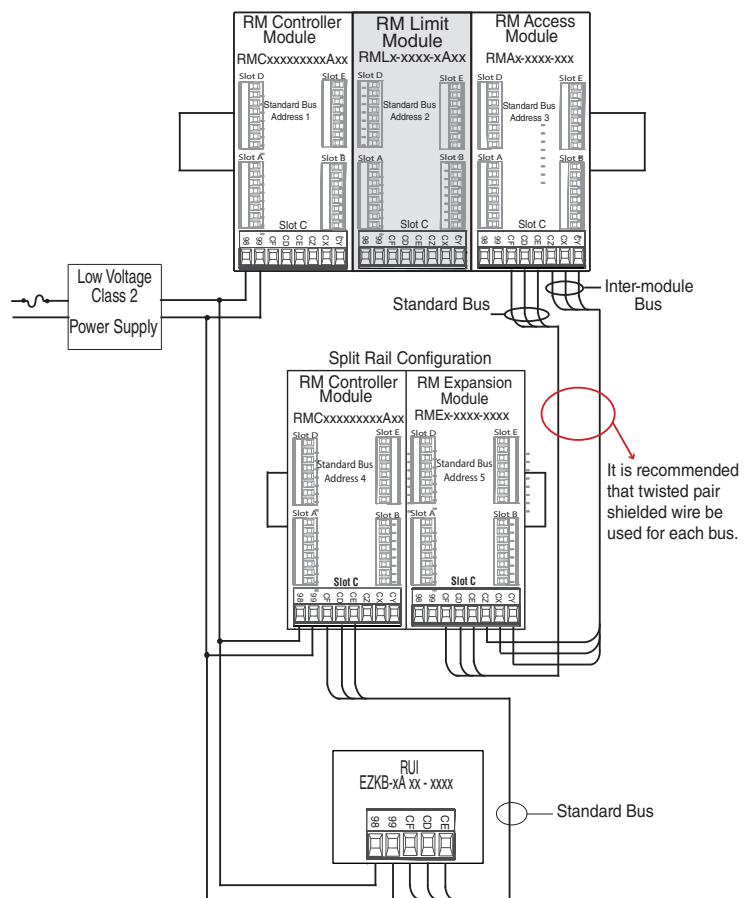 RM Controller
Module
RMCxxxxxxxxxAxx
Slot D
Slot E
Standard Bus
Address 1
Slot A
Slot B
Slot C
98
99
CF
CD
CE
CZ
CX
CY
RM Limit
Module
RMLx-xxxx-xAxx
Slot D
Slot E
Standard Bus
Address 2
Slot A
Slot B
Slot C
98
99
CF
CD
CE
CZ
CX
CY
RM Access
Module
RMAx-xxxx-xxx
Slot D
Slot E
Standard Bus
Address 3
Slot A
Slot B
Slot C
98
99
CF
CD
CE
CZ
CX
CY
Low Voltage
Class 2
Power Supply
Standard Bus
Inter-module
Bus
Split Rail Configuration
RM Controller
Module
RMCxxxxxxxxxAxx
Slot D
Slot E
Standard Bus
Address 4
Slot A
Slot B
Slot C
98
99
CF
CD
CE
CZ
CX
CY
RM Expansion
Module
RMEx-xxxx-xxxx
Slot D
Slot E
Standard Bus
Address 5
Slot A
Slot B
Slot C
98
99
CF
CD
CE
CZ
CX
CY
It is recommended
that twisted pair
shielded wire be
used for each bus.
RUI
EZKB-xA xx - xxxx
98
99
CF
CD
CE
Standard Bus